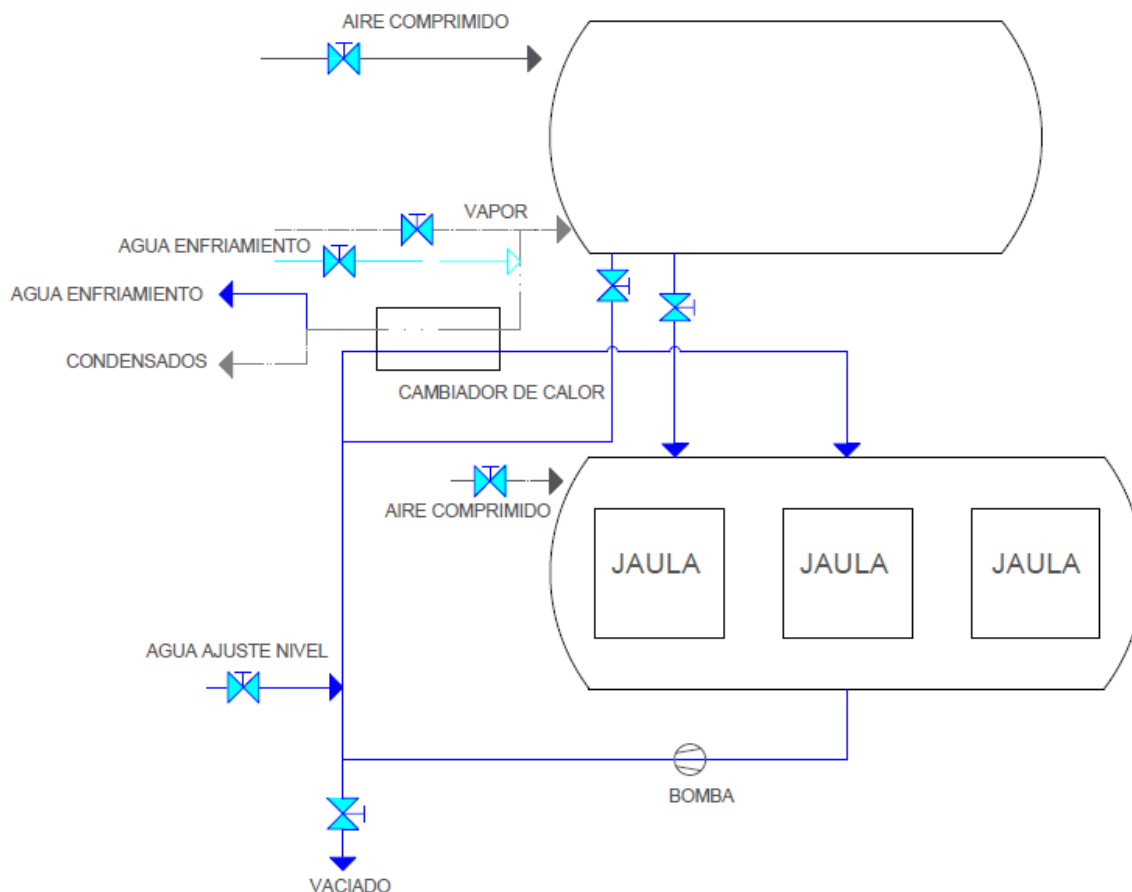 AIRE COMPRIMIDO
VAPOR
AGUA ENFRIAMIENTO
AGUA ENFRIAMIENTO
CONDENSADOS
CAMBIADOR DE CALOR
AIRE COMPRIMIDO
JAULA
JAULA
JAULA
AGUA AJUSTE NIVEL
BOMBA
VACIADO